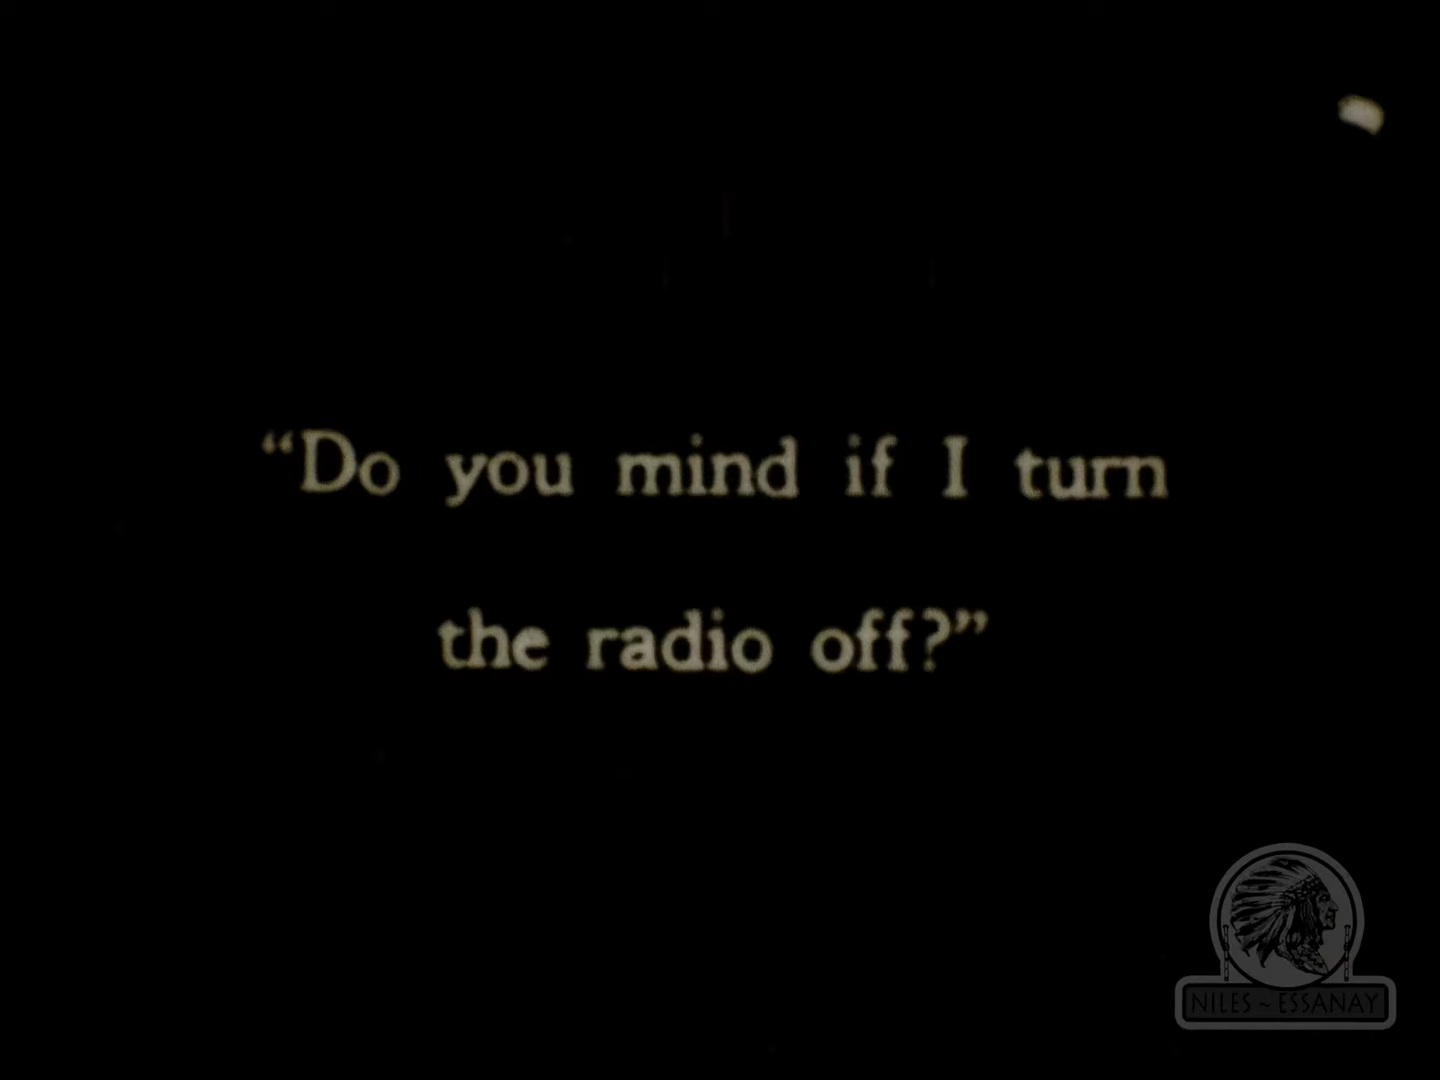 “Do you mind if I turn
the radio off?”
NILES ~ ESSANAY